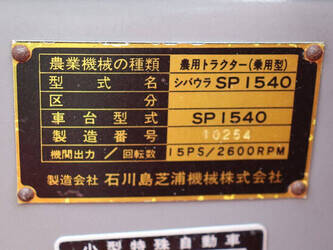 農業機械の種類 農用トラクター(乗用型)
型式名 シバウラ SP1540
区分
車台型式 SP1540
製造番号 10254
機関出力/回転数 15PS/2600RPM
製造会社 石川島芝浦機械株式会社
小型特殊自動車